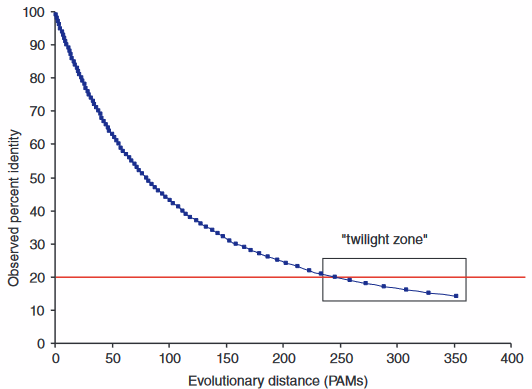 100
90
80
70
60
50
40
30
20
10
0
Observed percent identity
"twilight zone"
0 50 100 150 200 250 300 350 400
Evolutionary distance (PAMs)